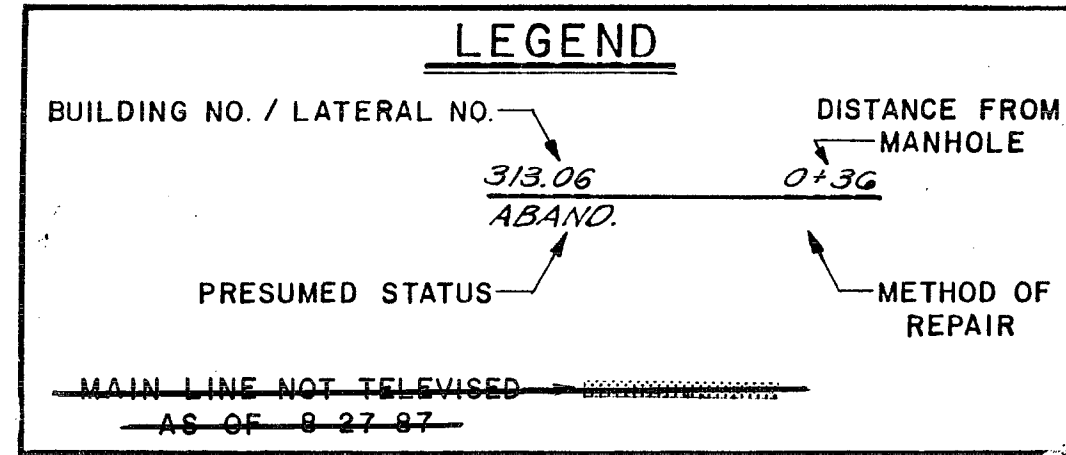 LEGEND
BUILDING NO. / LATERAL NO.
DISTANCE FROM
MANHOLE
313.06
0+36
ABAND.
PRESUMED STATUS
METHOD OF
REPAIR
MAIN LINE NOT TELEVISED
AS OF 8 27 87